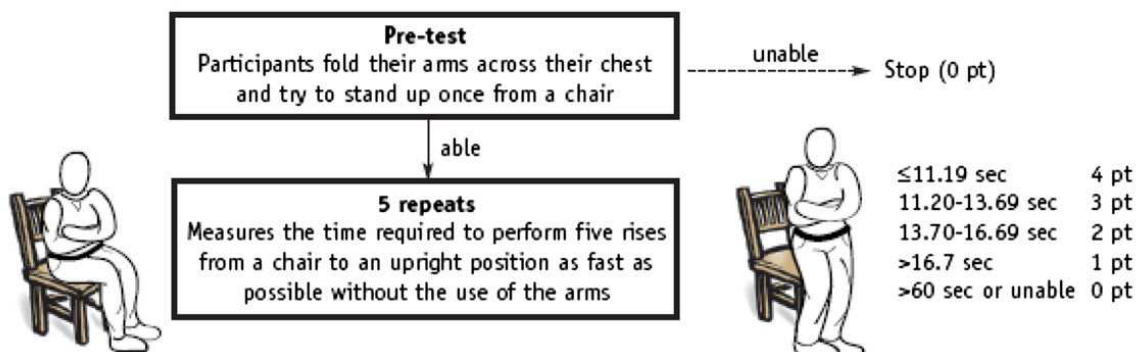 Pre-test
Participants fold their arms across their chest
and try to stand up once from a chair
unable
Stop (0 pt)
able
5 repeats
Measures the time required to perform five rises
from a chair to an upright position as fast as
possible without the use of the arms
≤11.19 sec 4 pt
11.20-13.69 sec 3 pt
13.70-16.69 sec 2 pt
>16.7 sec 1 pt
>60 sec or unable 0 pt